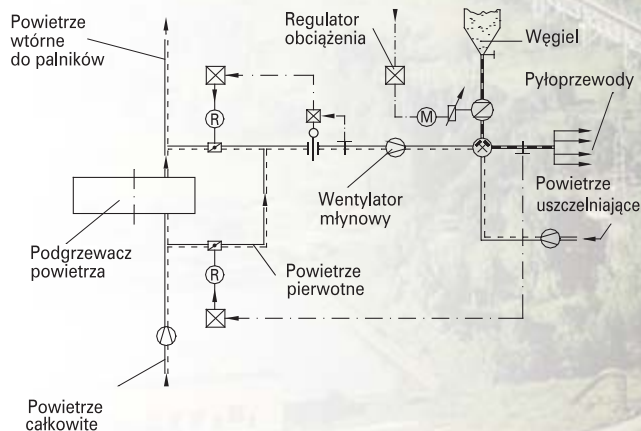 Powietrze
wtórne
do palników
Regulator
obciążenia
Węgiel
Pyłoprzewody
R
M
Wentylator
młynowy
Powietrze
uszczelniające
Podgrzewacz
powietrza
R
Powietrze
pierwotne
Powietrze
całkowite